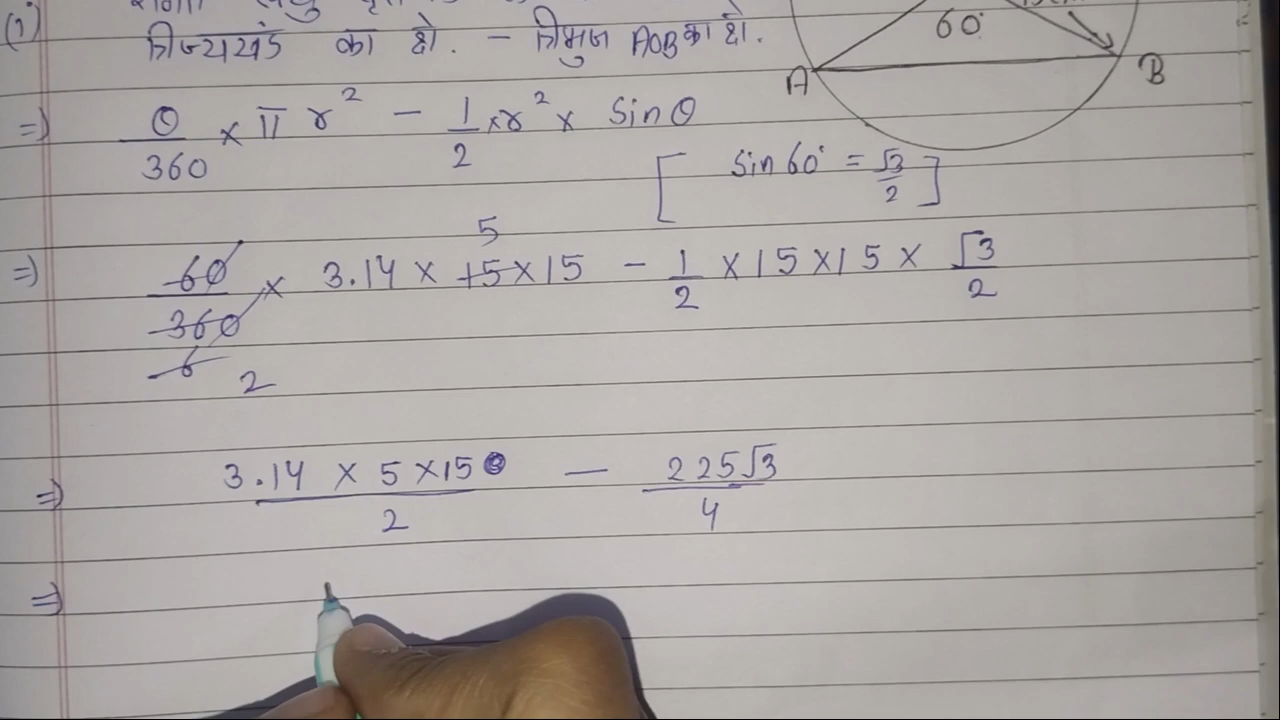 (i)
त्रिज्यखंड का क्षे. - त्रिभुज AOB का क्षे.
60°
A B
=) θ/360 × π r² - 1/2 × r² × Sin θ
[ Sin 60° = √3/2 ]
=) 60/360 × 3.14 × 15 × 15 - 1/2 × 15 × 15 × √3/2
5
6 2
=) 3.14 × 5 × 15/2 - 225√3/4
=)